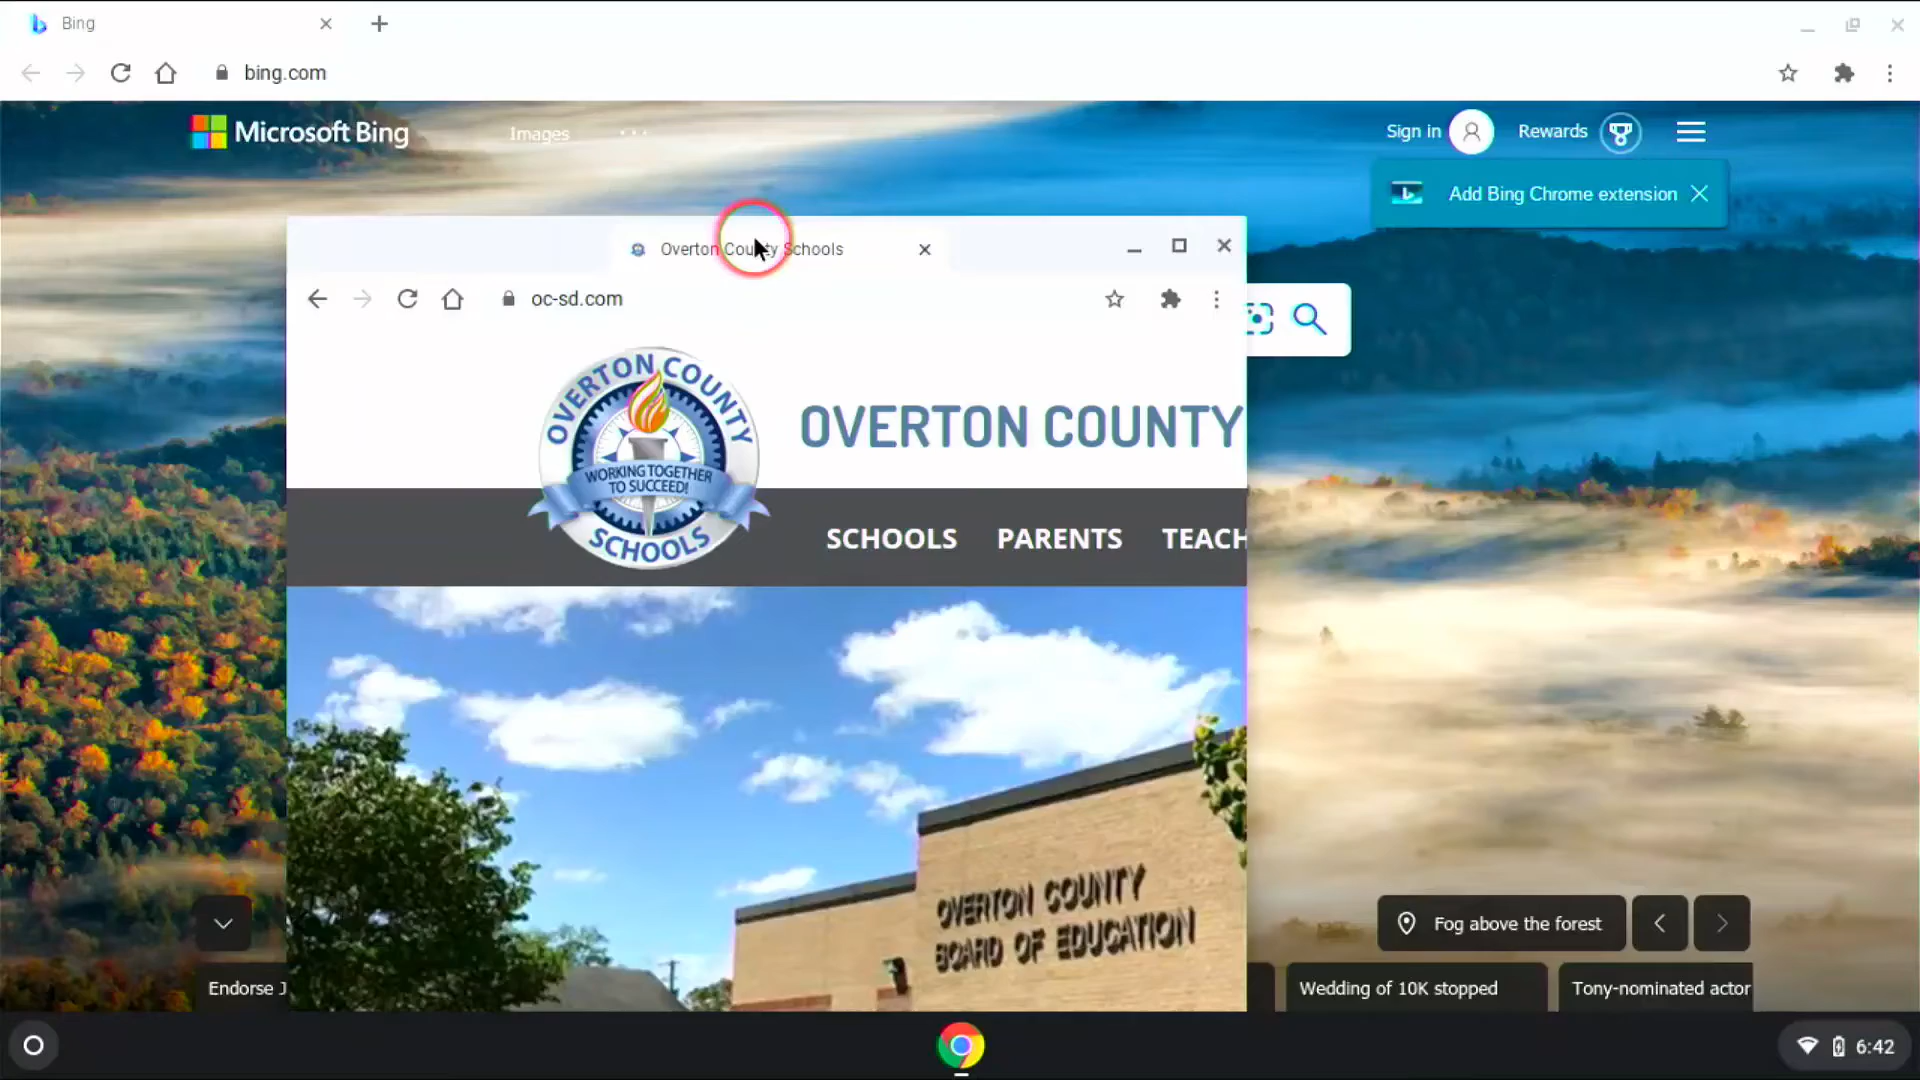 Bing
bing.com
Microsoft Bing
Images
Sign in
Rewards
Add Bing Chrome extension
Overton County Schools
oc-sd.com
OVERTON COUNTY
SCHOOLS
WORKING TOGETHER
TO SUCCEED!
OVERTON COUNTY
SCHOOLS PARENTS TEACH
OVERTON COUNTY
BOARD OF EDUCATION
Fog above the forest
Endorse J
Wedding of 10K stopped
Tony-nominated actor
6:42